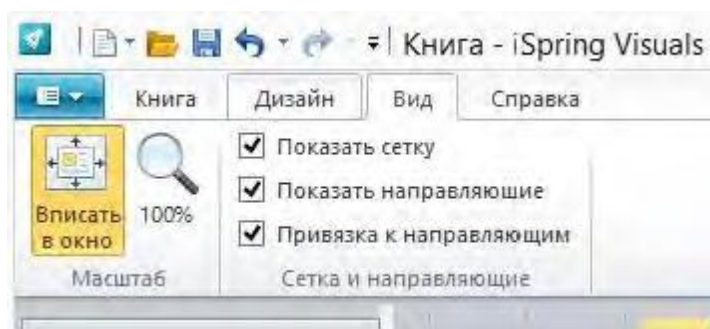 Книга - iSpring Visuals
Книга Дизайн Вид Справка
Показать сетку
Показать направляющие
Привязка к направляющим
Вписать в окно
100%
Масштаб
Сетка и направляющие